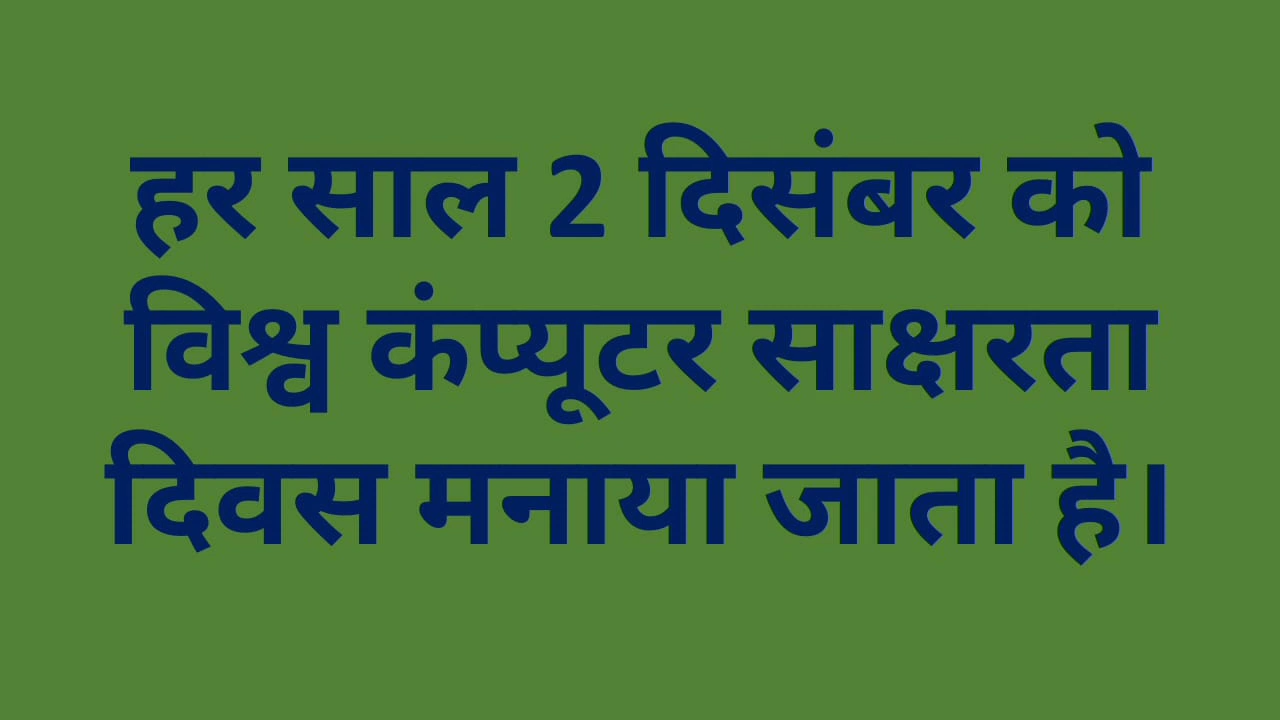 हर साल 2 दिसंबर को
विश्व कंप्यूटर साक्षरता
दिवस मनाया जाता है।